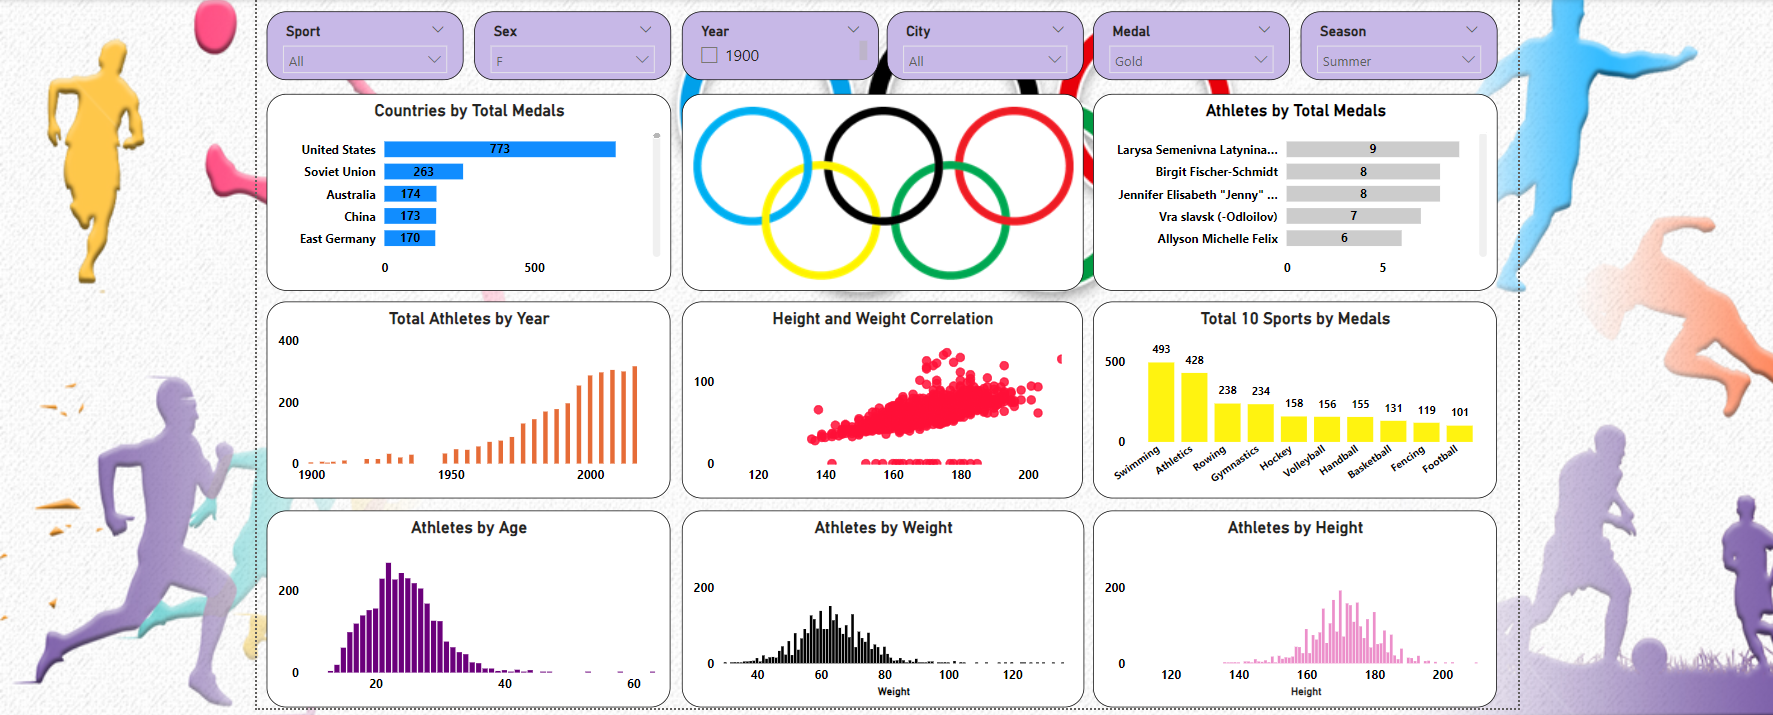 Sport
All
Sex
F
Year
1900
City
All
Medal
Gold
Season
Summer
Countries by Total Medals
United States 773
Soviet Union 263
Australia 174
China 173
East Germany 170
0 500
Athletes by Total Medals
Larysa Semenivna Latynina... 9
Birgit Fischer-Schmidt 8
Jennifer Elisabeth "Jenny" ... 8
Vra slavsk (-Odloilov) 7
Allyson Michelle Felix 6
0 5
Total Athletes by Year
400
200
0
1900 1950 2000
Height and Weight Correlation
100
0
120 140 160 180 200
Total 10 Sports by Medals
500
0
493 428 238 234 158 156 155 131 119 101
Swimming Athletics Rowing Gymnastics Hockey Volleyball Handball Basketball Fencing Football
Athletes by Age
200
0
20 40 60
Athletes by Weight
200
0
40 60 80 100 120
Weight
Athletes by Height
200
0
120 140 160 180 200
Height